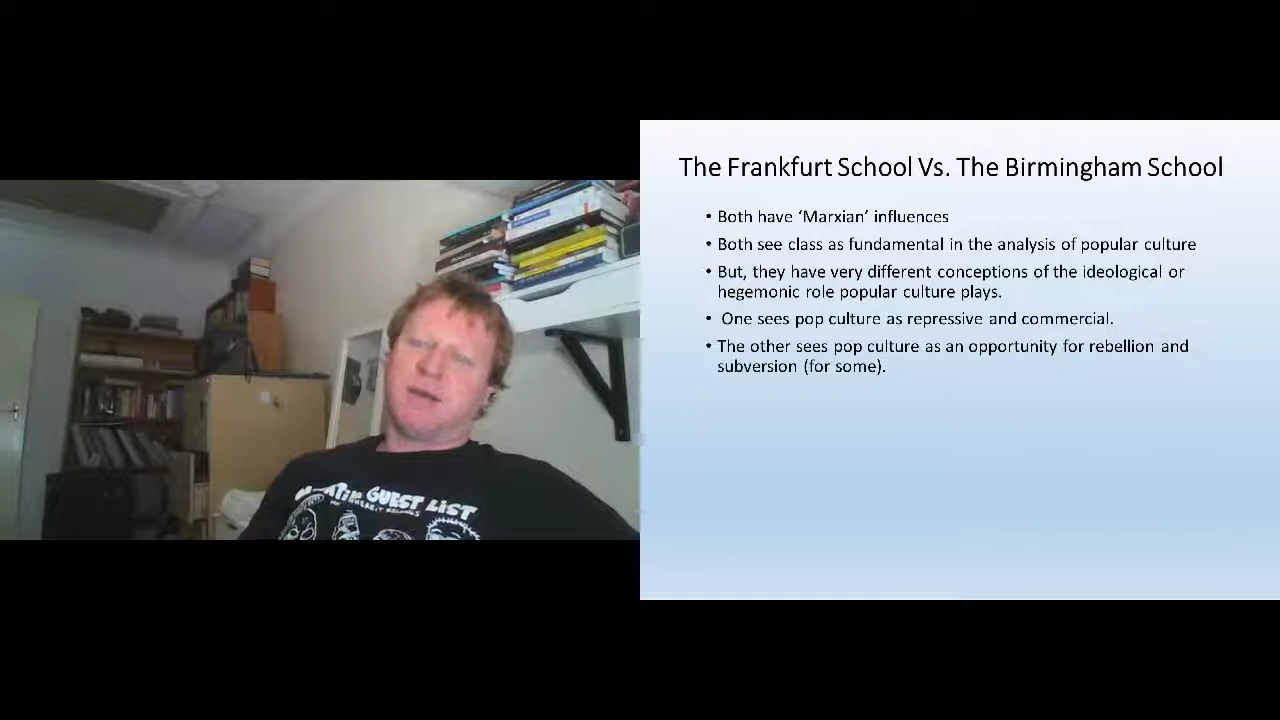 The Frankfurt School Vs. The Birmingham School
• Both have ‘Marxian’ influences
• Both see class as fundamental in the analysis of popular culture
• But, they have very different conceptions of the ideological or
hegemonic role popular culture plays.
• One sees pop culture as repressive and commercial.
• The other sees pop culture as an opportunity for rebellion and
subversion (for some).
GUEST LIST